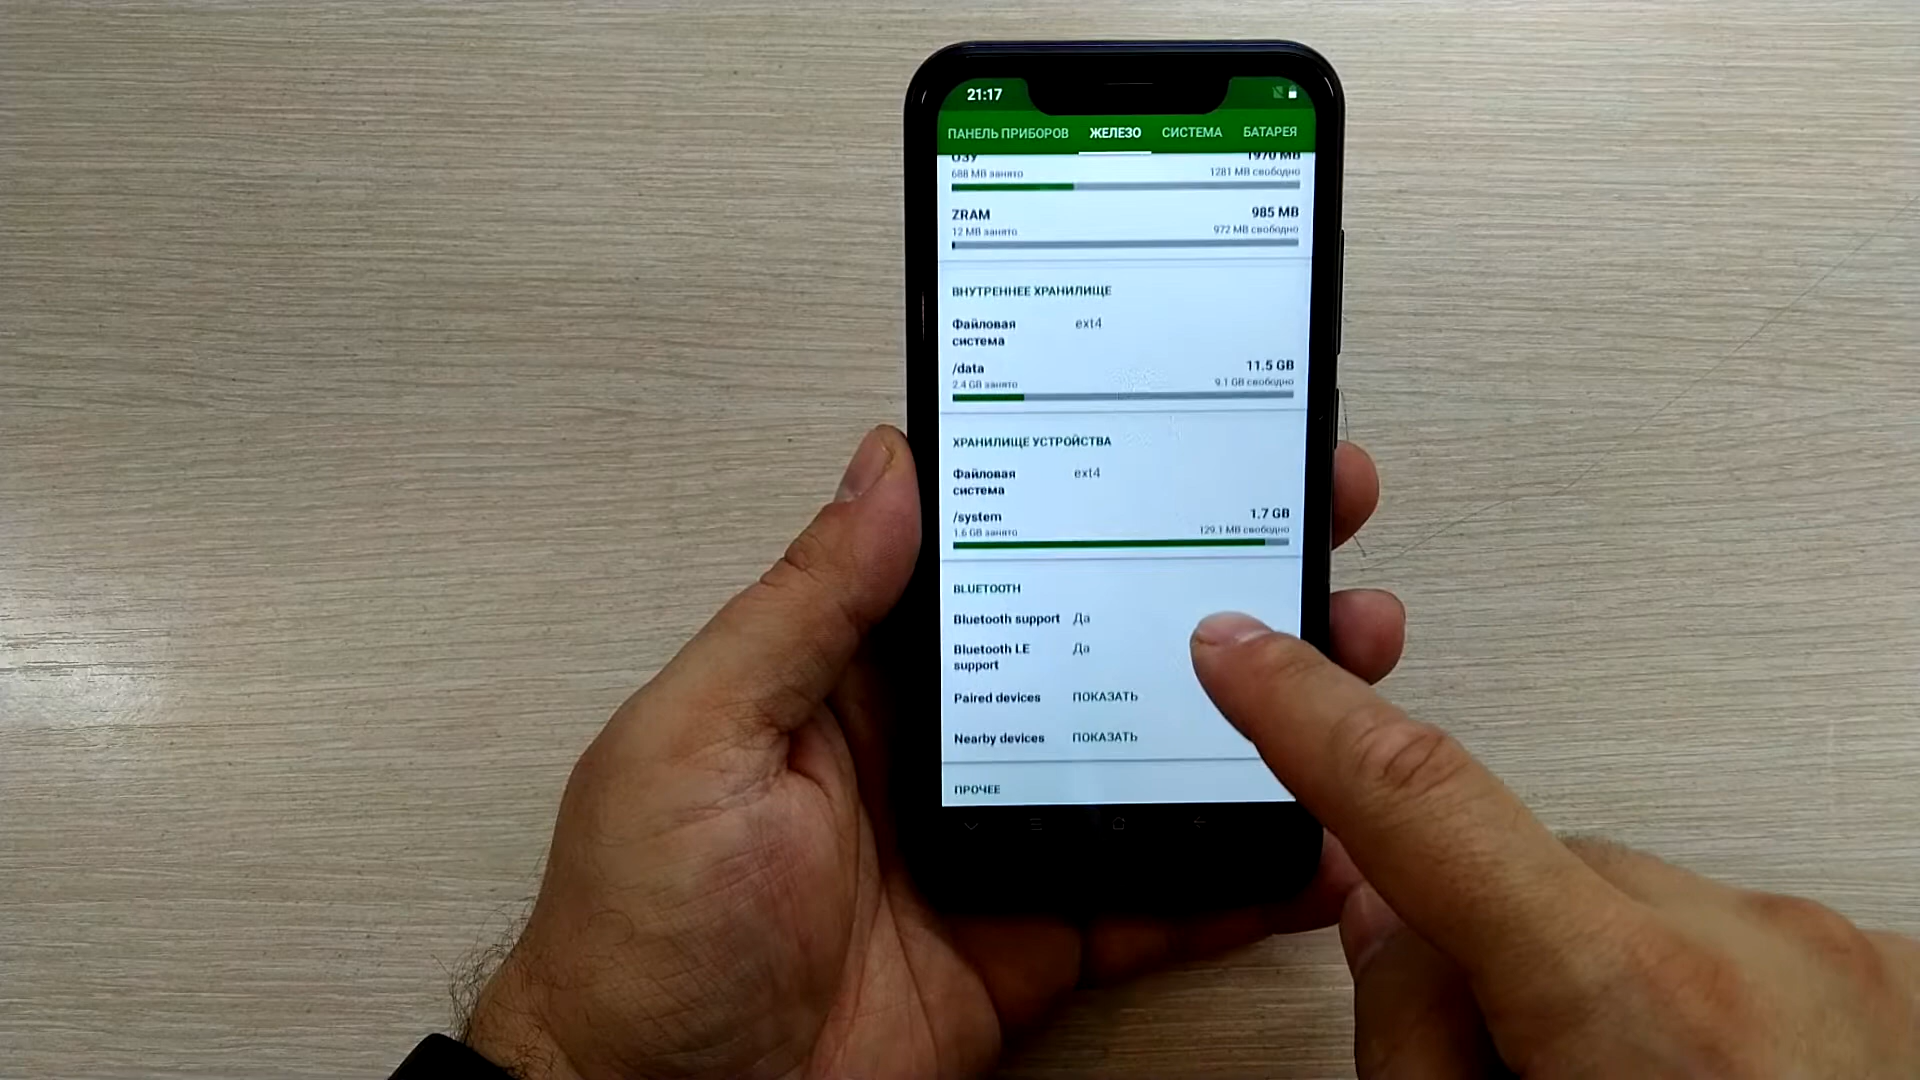 21:17
ПАНЕЛЬ ПРИБОРОВ ЖЕЛЕЗО СИСТЕМА БАТАРЕЯ
ОЗУ 1970 MB
688 MB занято 1281 MB свободно
ZRAM 985 MB
12 MB занято 972 MB свободно
ВНУТРЕННЕЕ ХРАНИЛИЩЕ
Файловая ext4
система
/data 11.5 GB
2.4 GB занято 9.1 GB свободно
ХРАНИЛИЩЕ УСТРОЙСТВА
Файловая ext4
система
/system 1.7 GB
1.6 GB занято 129.1 MB свободно
BLUETOOTH
Bluetooth support Да
Bluetooth LE Да
support
Paired devices ПОКАЗАТЬ
Nearby devices ПОКАЗАТЬ
ПРОЧЕЕ